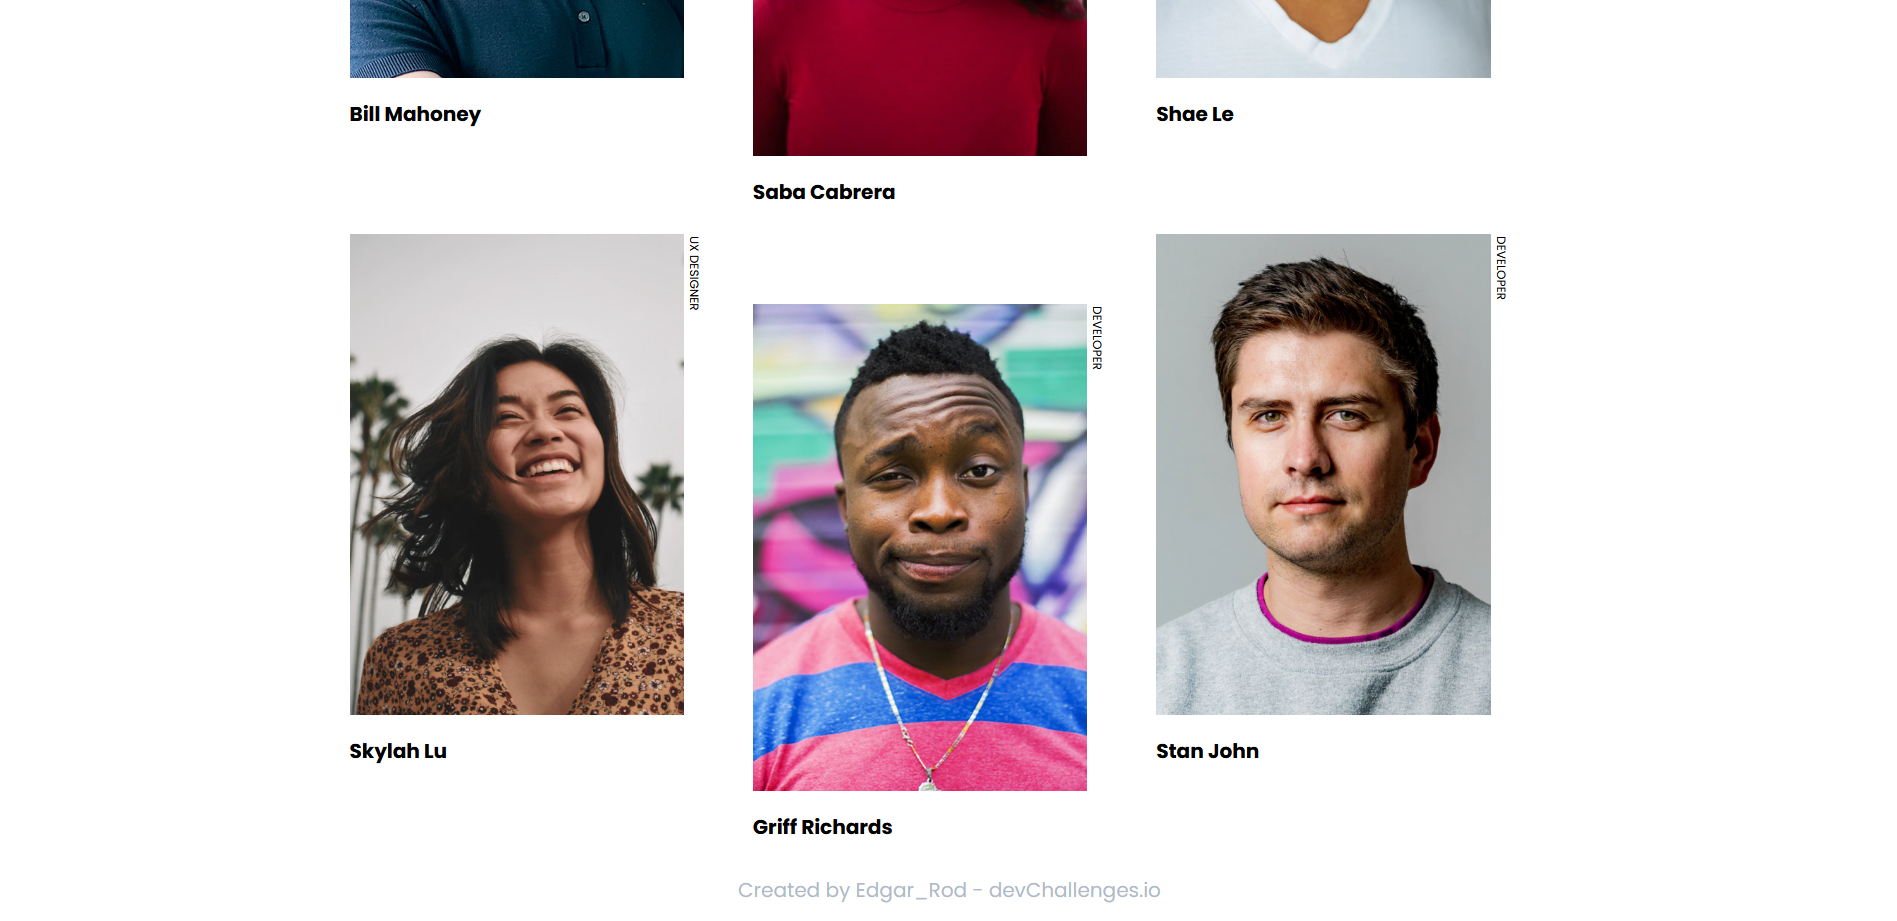 Bill Mahoney
Saba Cabrera
Shae Le
UX DESIGNER
Skylah Lu
DEVELOPER
Griff Richards
DEVELOPER
Stan John
Created by Edgar_Rod - devChallenges.io